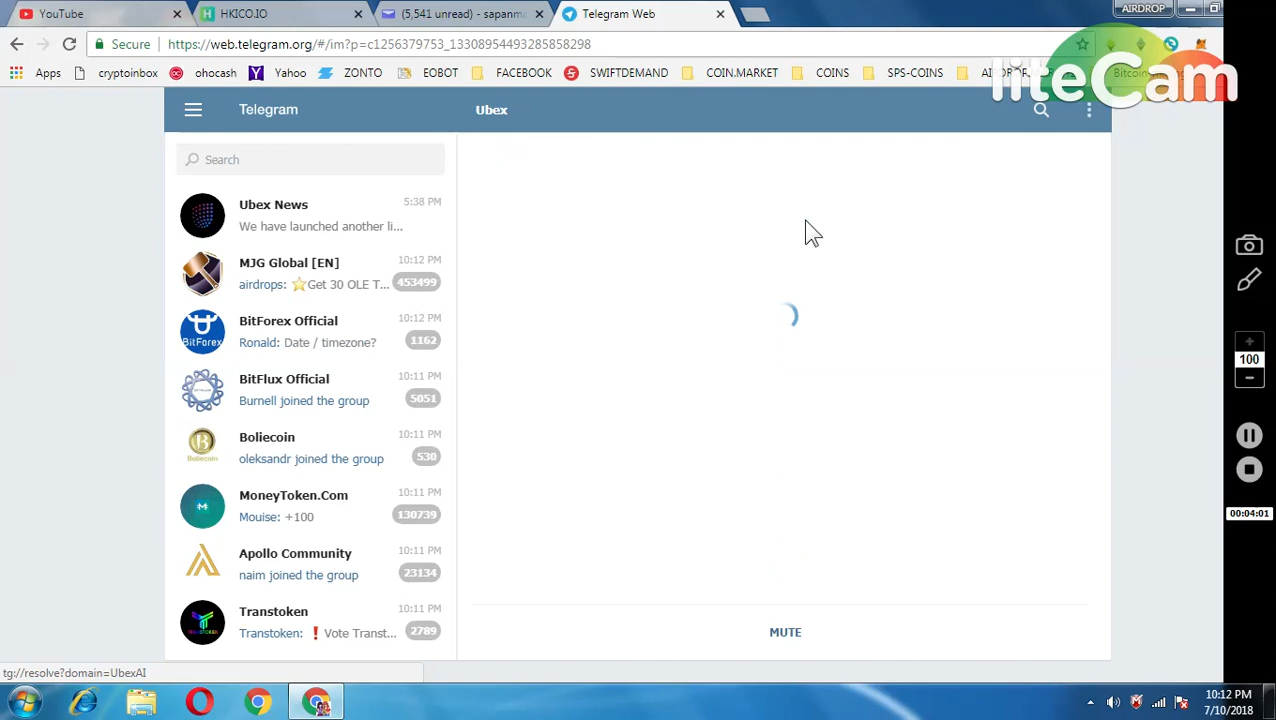 YouTube
HKICO.IO
(5,541 unread) - sapanm
Telegram Web
AIRDROP
Secure
https://web.telegram.org/#/im?p=c1256379753_13308954493285858298
Apps
cryptoinbox
ohocash
Yahoo
ZBNTO
EOBOT
FACEBOOK
SWIFTDEMAND
COIN.MARKET
COINS
SPS-COINS
liteCam
Telegram
Ubex
Search
Ubex News
5:38 PM
We have launched another li...
MJG Global [EN]
10:12 PM
airdrops: ⭐Get 30 OLE T...
453499
BitForex Official
10:12 PM
BitForex
Ronald: Date / timezone?
1162
BitFlux Official
10:11 PM
Burnell joined the group
5051
Boliecoin
10:11 PM
Boliecoin
oleksandr joined the group
530
MoneyToken.Com
10:11 PM
Mouise: +100
130739
Apollo Community
10:11 PM
naim joined the group
23134
Transtoken
10:11 PM
TRANSTOKEN
Transtoken: ❗Vote Transt...
2789
MUTE
100
00:04:01
tg://resolve?domain=UbexAI
10:12 PM
7/10/2018